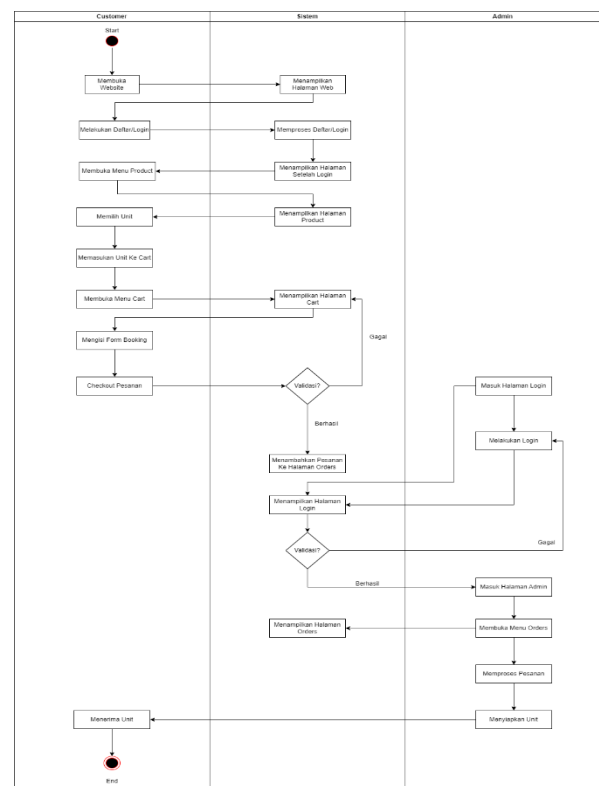 Customer
Sistem
Admin
Start
Membuka
Website
Menampilkan
Halaman Web
Melakukan Daftar/Login
Memproses Daftar/Login
Membuka Menu Product
Menampilkan Halaman
Setelah Login
Memilih Unit
Menampilkan Halaman
Product
Memasukan Unit Ke Cart
Membuka Menu Cart
Menampilkan Halaman
Cart
Gagal
Mengisi Form Booking
Checkout Pesanan
Validasi?
Masuk Halaman Login
Berhasil
Melakukan Login
Menambahkan Pesanan
Ke Halaman Orders
Menampilkan Halaman
Login
Gagal
Validasi?
Berhasil
Masuk Halaman Admin
Menampilkan Halaman
Orders
Membuka Menu Orders
Memproses Pesanan
Menerima Unit
Menyiapkan Unit
End